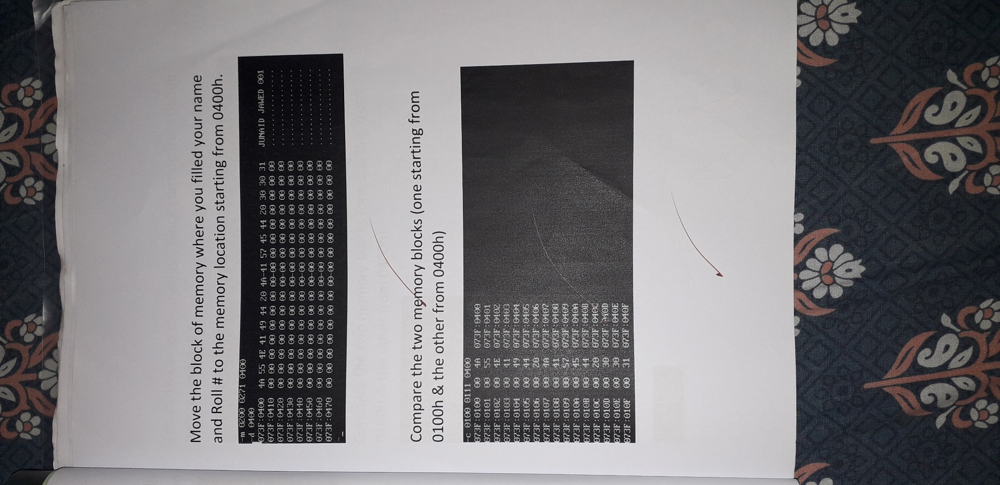 Move the block of memory where you filled your name
and Roll # to the memory location starting from 0400h.
-m 0200 0271 0400
-d 0400
073F:0400 4A 55 4E 41 49 44 20 4A-41 57 45 44 20 30 30 31 JUNAID JAWED 001
073F:0410 00 00 00 00 00 00 00 00-00 00 00 00 00 00 00 00 ................
073F:0420 00 00 00 00 00 00 00 00-00 00 00 00 00 00 00 00 ................
073F:0430 00 00 00 00 00 00 00 00-00 00 00 00 00 00 00 00 ................
073F:0440 00 00 00 00 00 00 00 00-00 00 00 00 00 00 00 00 ................
073F:0450 00 00 00 00 00 00 00 00-00 00 00 00 00 00 00 00 ................
073F:0460 00 00 00 00 00 00 00 00-00 00 00 00 00 00 00 00 ................
073F:0470 00 00 00 00 00 00 00 00-00 00 00 00 00 00 00 00 ................
-
Compare the two memory blocks (one starting from
0100h & the other from 0400h)
-c 0100 0111 0400
073F:0100 00 4A 073F:0400
073F:0101 00 55 073F:0401
073F:0102 00 4E 073F:0402
073F:0103 00 41 073F:0403
073F:0104 00 49 073F:0404
073F:0105 00 44 073F:0405
073F:0106 00 20 073F:0406
073F:0107 00 4A 073F:0407
073F:0108 00 41 073F:0408
073F:0109 00 57 073F:0409
073F:010A 00 45 073F:040A
073F:010B 00 44 073F:040B
073F:010C 00 20 073F:040C
073F:010D 00 30 073F:040D
073F:010E 00 30 073F:040E
073F:010F 00 31 073F:040F